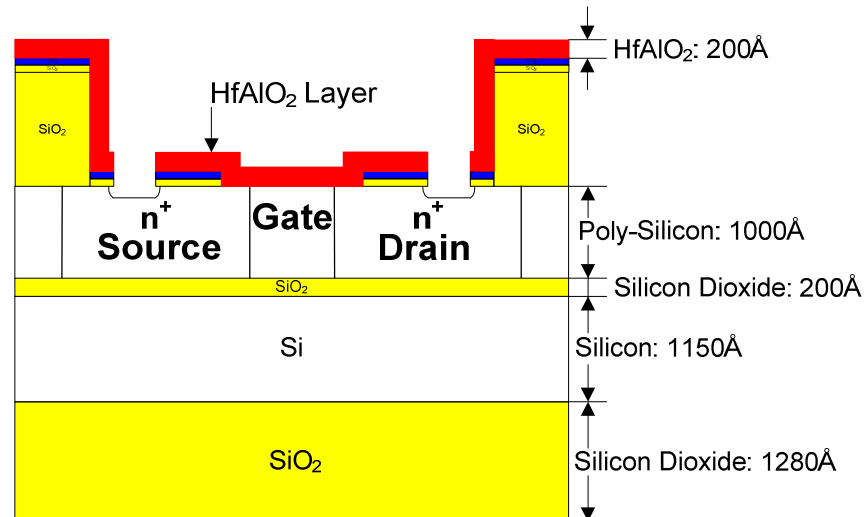 HfAlO₂: 200Å
HfAlO₂ Layer
SiO₂
SiO₂
n⁺
Source
Gate
n⁺
Drain
Poly-Silicon: 1000Å
SiO₂
Silicon Dioxide: 200Å
Si
Silicon: 1150Å
SiO₂
Silicon Dioxide: 1280Å